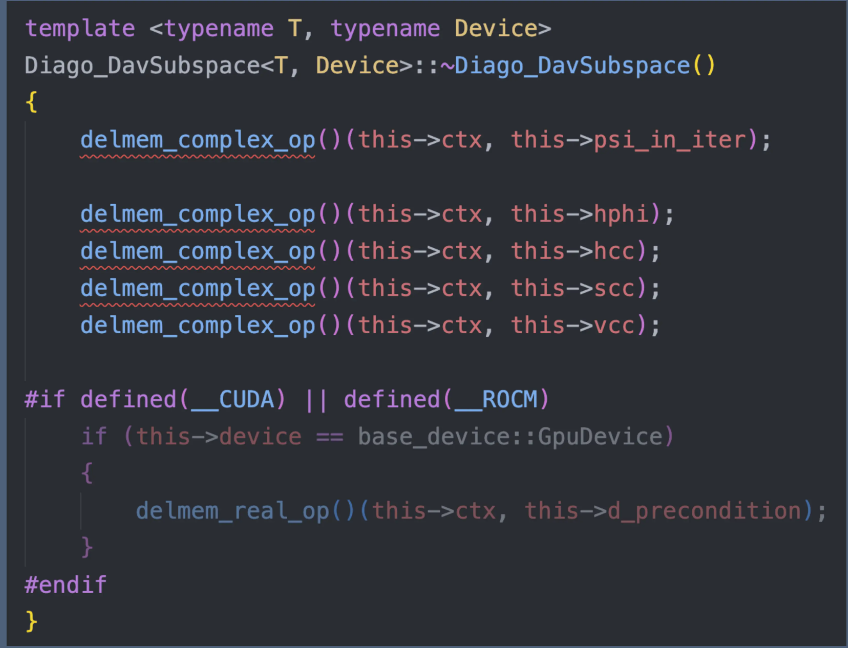 template <typename T, typename Device>
Diago_DavSubspace<T, Device>::~Diago_DavSubspace()
{
    delmem_complex_op()(this->ctx, this->psi_in_iter);

    delmem_complex_op()(this->ctx, this->hphi);
    delmem_complex_op()(this->ctx, this->hcc);
    delmem_complex_op()(this->ctx, this->scc);
    delmem_complex_op()(this->ctx, this->vcc);

#if defined(__CUDA) || defined(__ROCM)
    if (this->device == base_device::GpuDevice)
    {
        delmem_real_op()(this->ctx, this->d_precondition);
    }
#endif
}